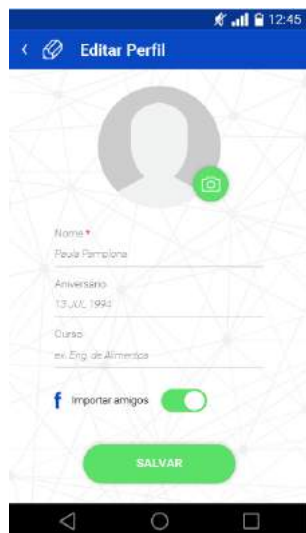 12:45
Editar Perfil
Nome *
Paula Pamplona
Aniversário
13 JUL 1994
Curso
ex. Eng. de Alimentos
f Importar amigos
SALVAR